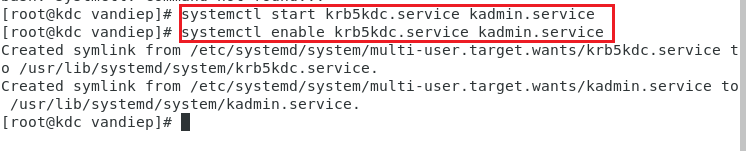 [root@kdc vandiep]# systemctl start krb5kdc.service kadmin.service
[root@kdc vandiep]# systemctl enable krb5kdc.service kadmin.service
Created symlink from /etc/systemd/system/multi-user.target.wants/krb5kdc.service t
o /usr/lib/systemd/system/krb5kdc.service.
Created symlink from /etc/systemd/system/multi-user.target.wants/kadmin.service to
 /usr/lib/systemd/system/kadmin.service.
[root@kdc vandiep]#